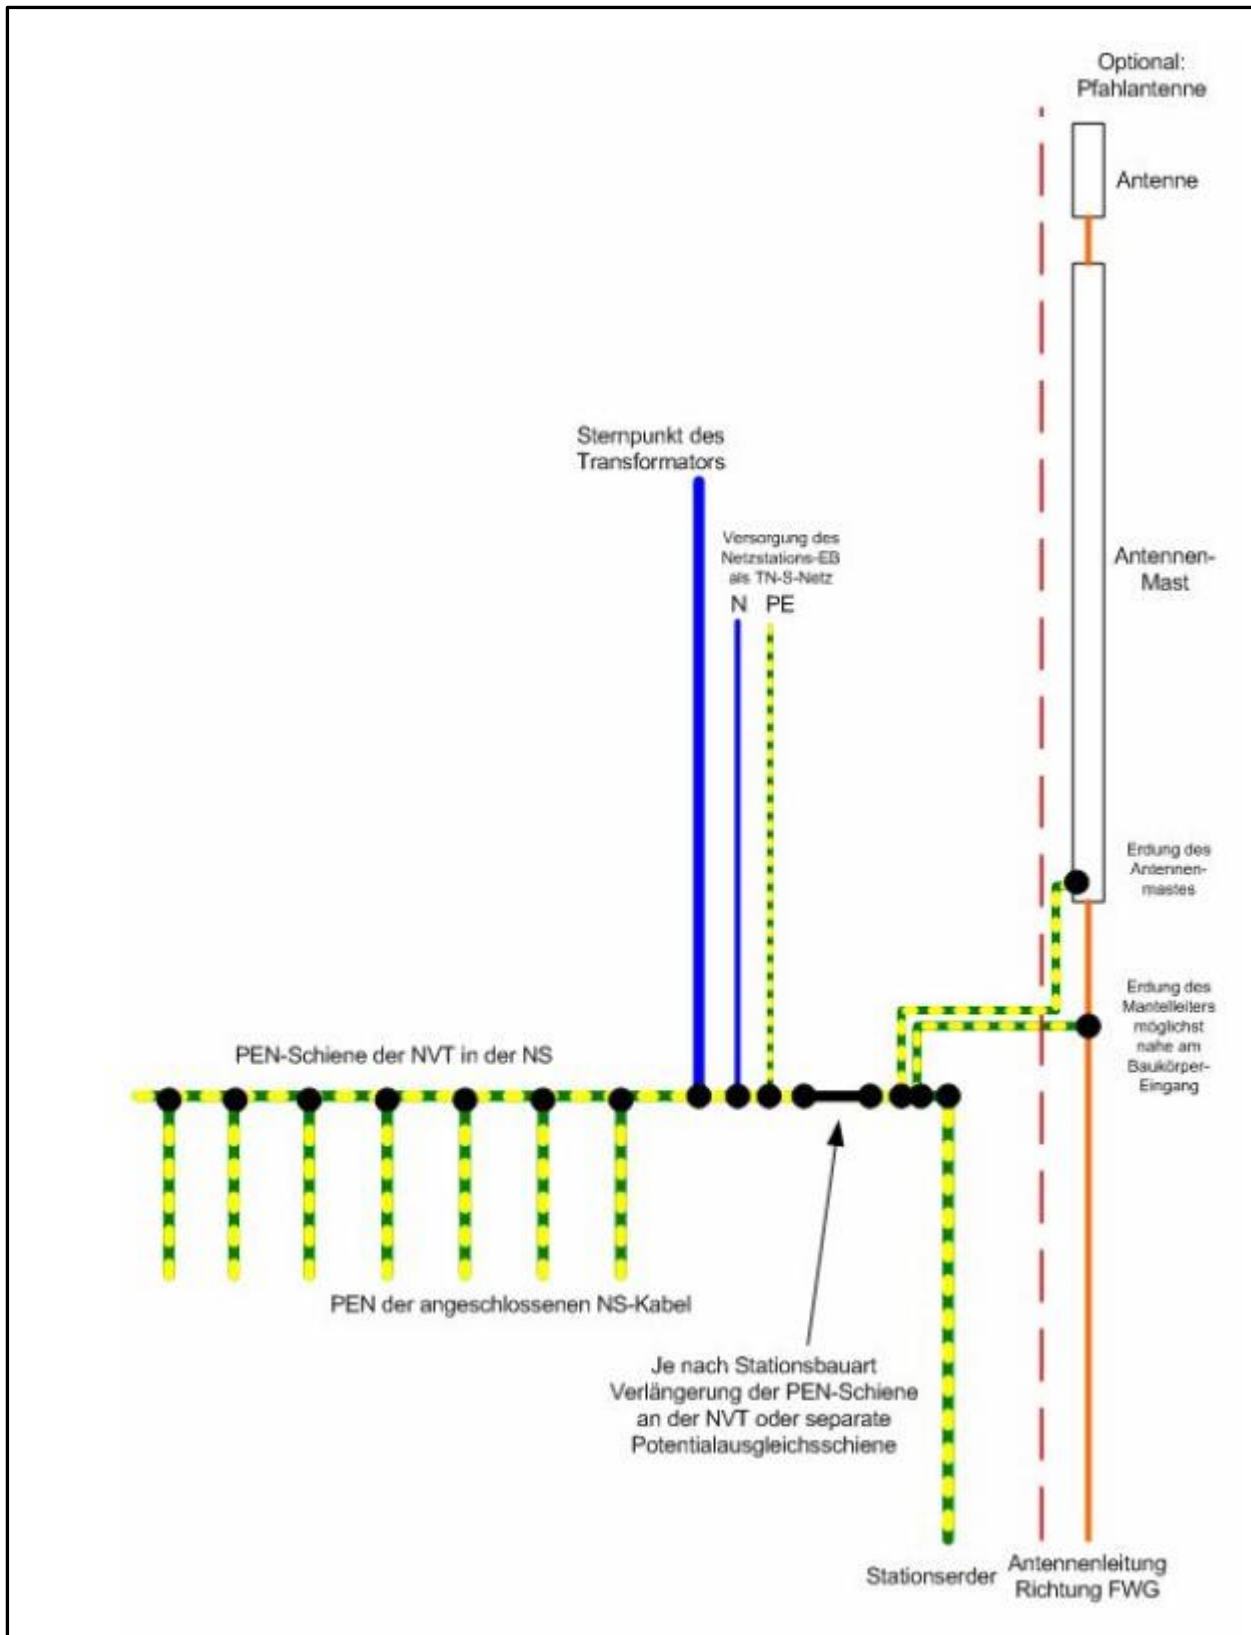 Optional:
Pfahlantenne
Antenne
Sternpunkt des
Transformators
Versorgung des
Netzstations-EB
als TN-S-Netz
N PE
Antennen-
Mast
Erdung des
Antennen-
mastes
Erdung des
Mantelleiters
möglichst
nahe am
Baukörper-
Eingang
PEN-Schiene der NVT in der NS
PEN der angeschlossenen NS-Kabel
Je nach Stationsbauart
Verlängerung der PEN-Schiene
an der NVT oder separate
Potentialausgleichsschiene
Stationserder
Antennenleitung
Richtung FWG